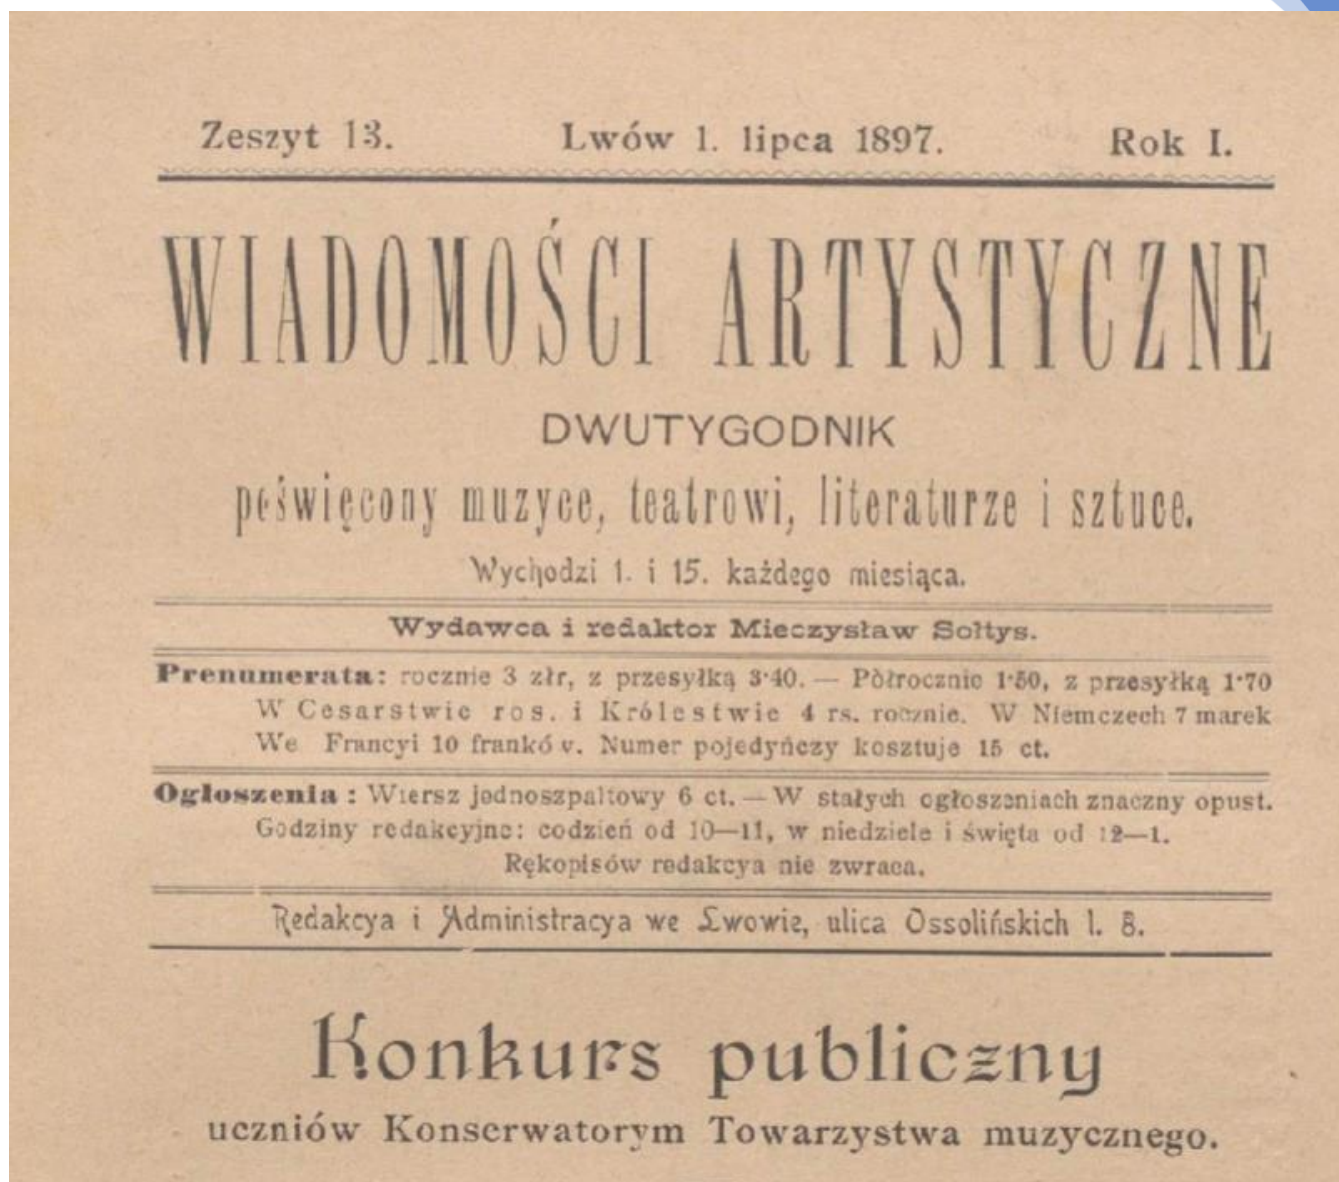 Zeszyt 13. Lwów 1. lipca 1897. Rok I.
WIADOMOŚCI ARTYSTYCZNE
DWUTYGODNIK
poświęcony muzyce, teatrowi, literaturze i sztuce.
Wychodzi 1. i 15. każdego miesiąca.
Wydawca i redaktor Mieczysław Sołtys.
Prenumerata: rocznie 3 złr, z przesyłką 3·40. — Półrocznie 1·50, z przesyłką 1·70
W Cesarstwie ros. i Królestwie 4 rs. rocznie. W Niemczech 7 marek
We Francyi 10 franków. Numer pojedyńczy kosztuje 15 ct.
Ogłoszenia: Wiersz jednoszpaltowy 6 ct. — W stałych ogłoszeniach znaczny opust.
Godziny redakcyjne: codzień od 10—11, w niedziele i święta od 12—1.
Rękopisów redakcya nie zwraca.
Redakcya i Administracya we Lwowie, ulica Ossolińskich l. 8.
Konkurs publiczny
uczniów Konserwatorym Towarzystwa muzycznego.